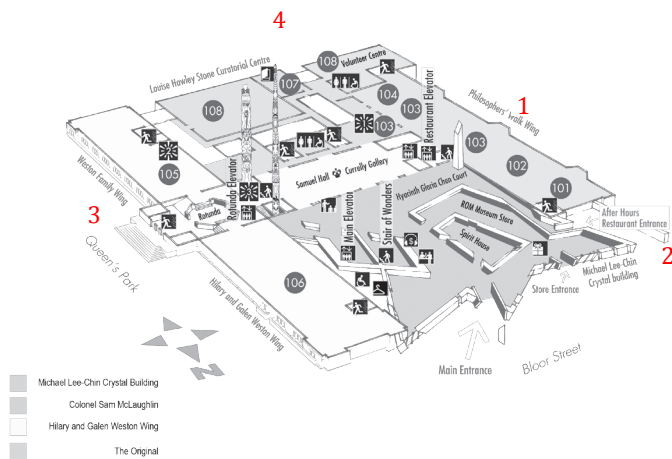 4
Louise Hawley Stone Curatorial Centre
108
Volunteer Centre
107
108
104
103
103
Restaurant Elevator
Philosophers' Walk Wing
1
103
102
101
After Hours
Restaurant Entrance
2
Weston Family Wing
105
Rotunda Elevator
Samuel Hall
Currelly Gallery
Hyacinth Gloria Chen Court
ROM Museum Store
Spirit House
Main Elevator
Stair of Wonders
Rotunda
3
Queen's Park
106
Hilary and Galen Weston Wing
Store Entrance
Michael Lee-Chin
Crystal building
Main Entrance
Bloor Street
N
Michael Lee-Chin Crystal Building
Colonel Sam McLaughlin
Hilary and Galen Weston Wing
The Original